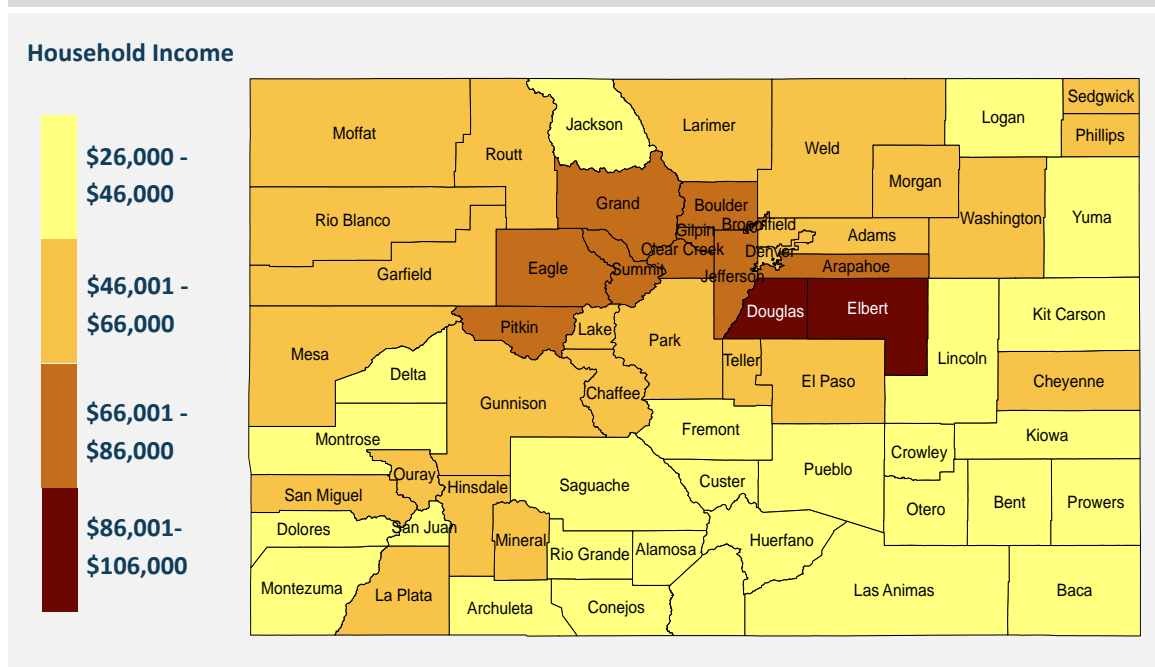 Household Income
$26,000 -
$46,000
$46,001 -
$66,000
$66,001 -
$86,000
$86,001-
$106,000
Moffat
Routt
Jackson
Larimer
Weld
Logan
Sedgwick
Phillips
Morgan
Washington
Yuma
Rio Blanco
Grand
Boulder
Gilpin
Broomfield
Adams
Clear Creek
Denver
Garfield
Eagle
Summit
Jefferson
Arapahoe
Douglas
Elbert
Kit Carson
Mesa
Pitkin
Lake
Park
Lincoln
Delta
Teller
El Paso
Cheyenne
Gunnison
Chaffee
Fremont
Montrose
Kiowa
Crowley
Pueblo
Ouray
Hinsdale
Saguache
Custer
San Miguel
Otero
Bent
Prowers
Dolores
San Juan
Mineral
Rio Grande
Alamosa
Huerfano
Montezuma
La Plata
Archuleta
Conejos
Las Animas
Baca